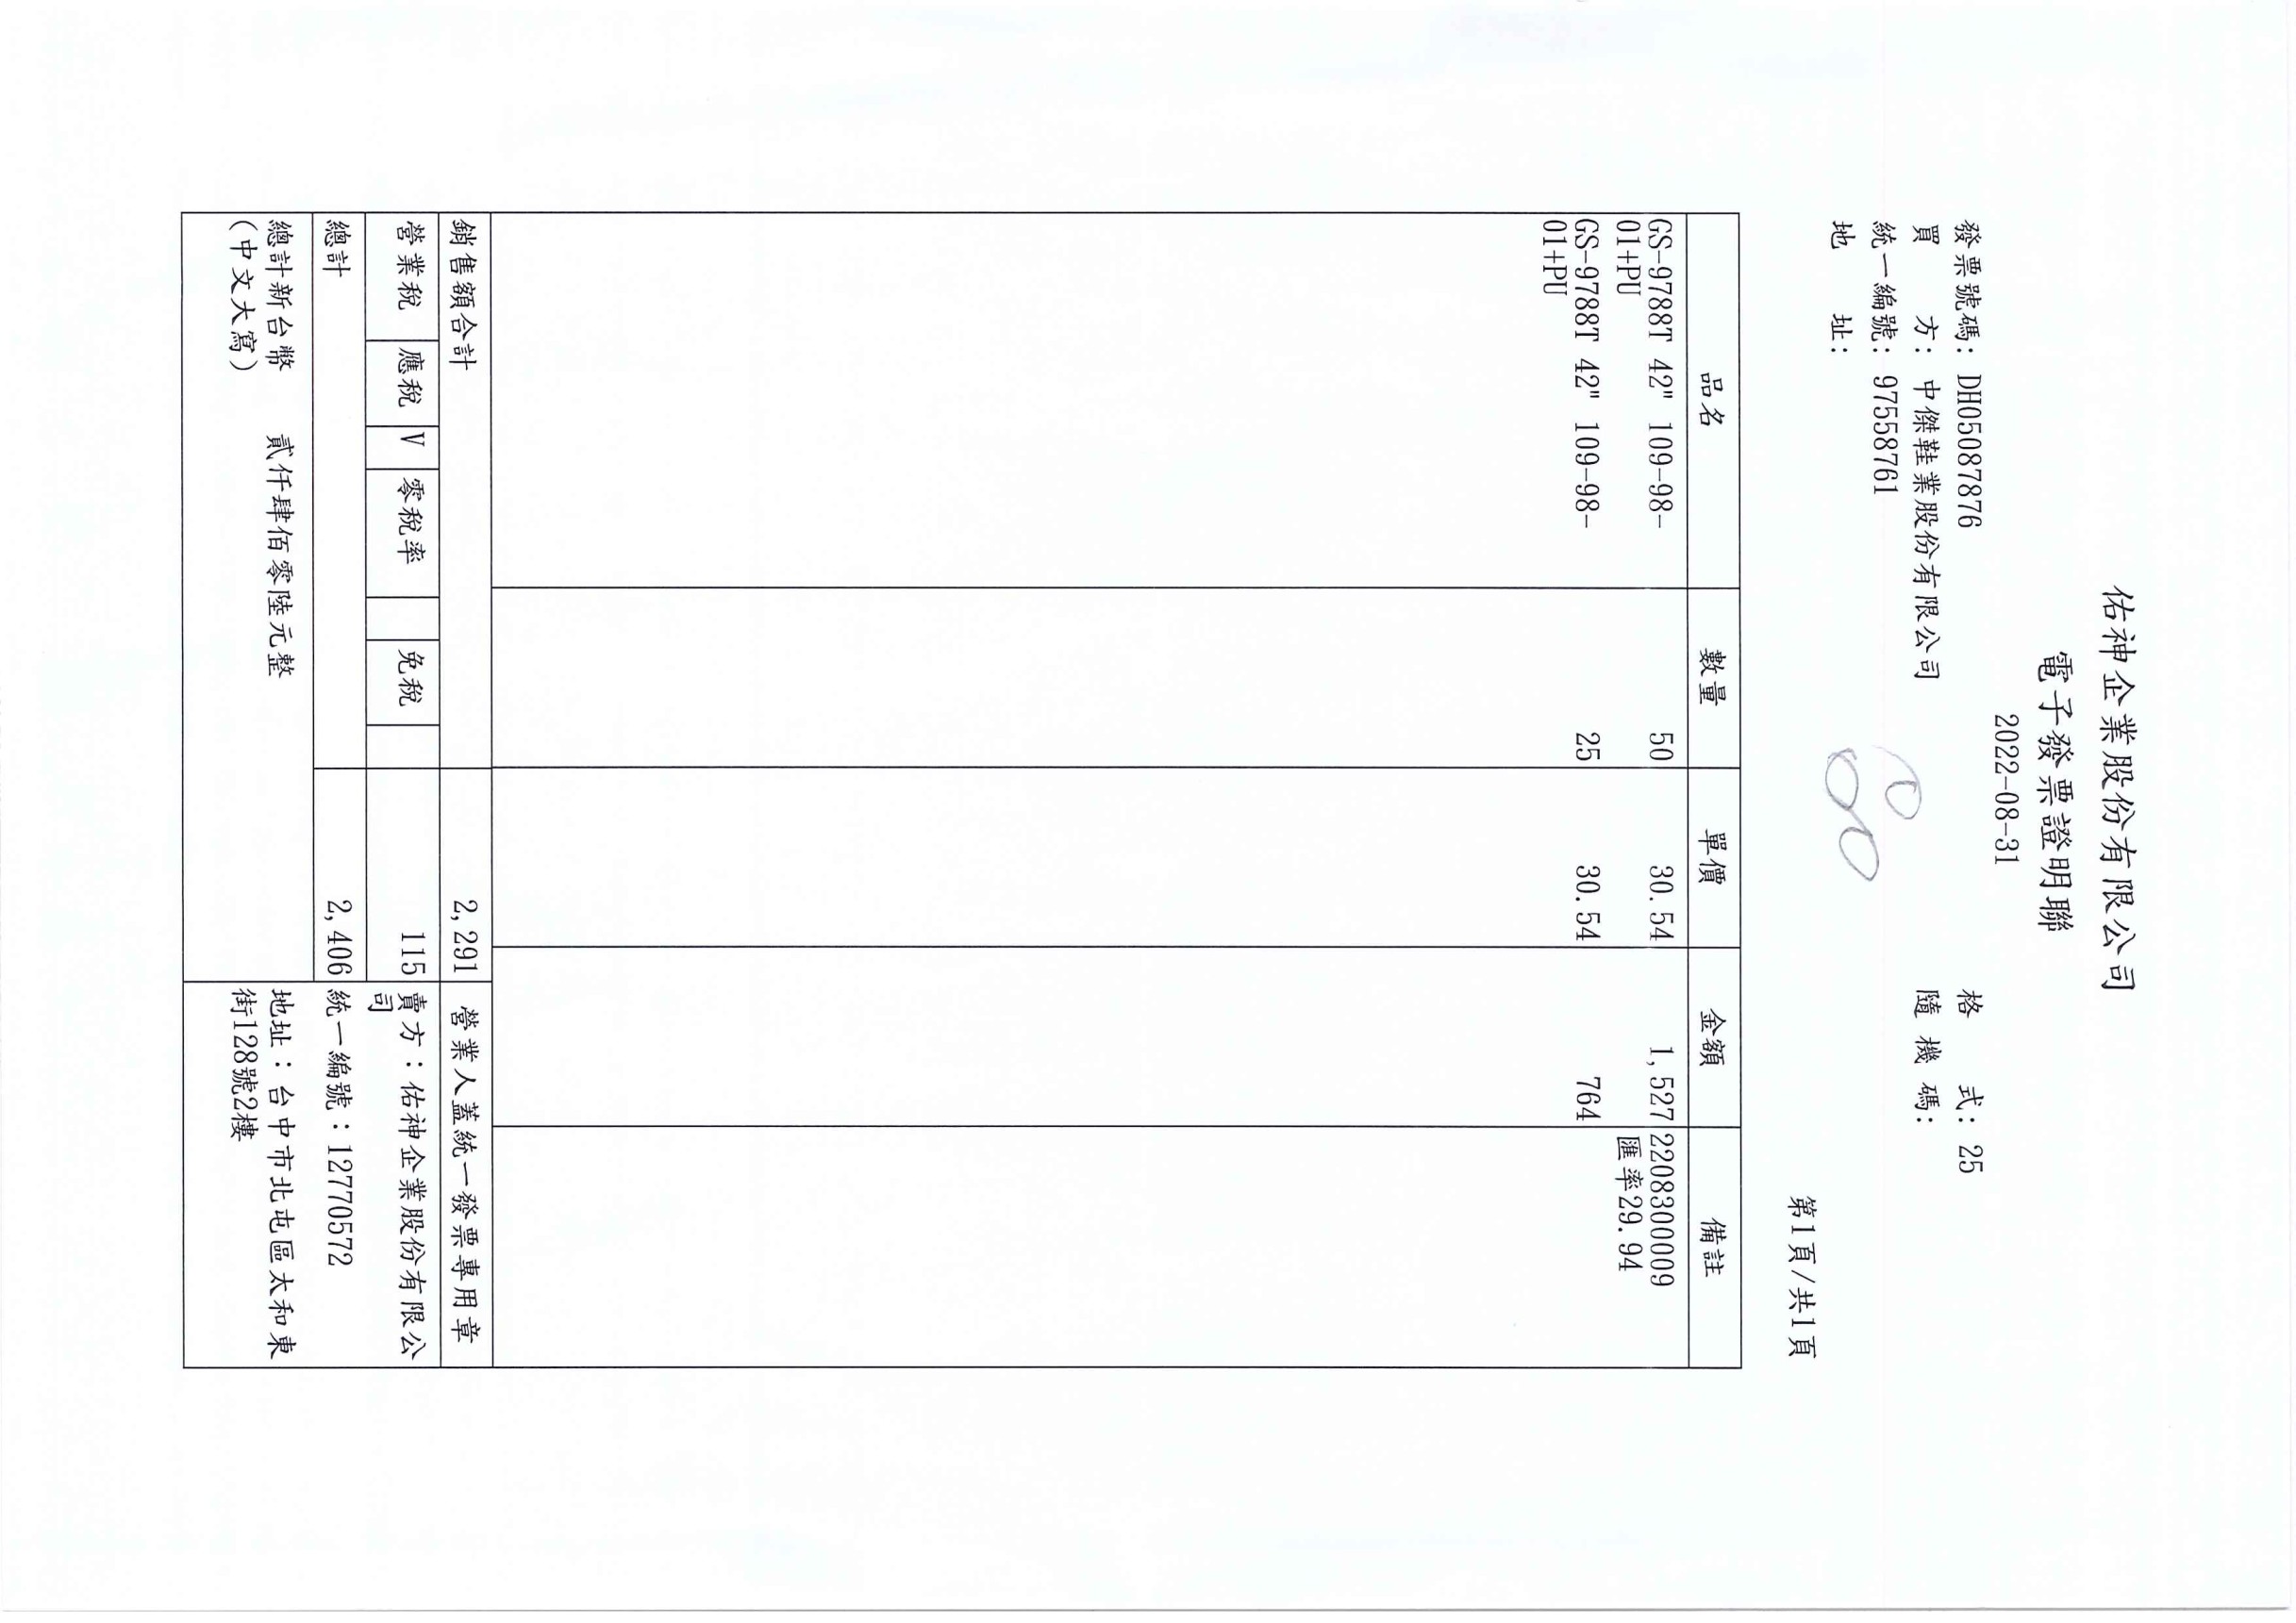 佑神企業股份有限公司
電子發票證明聯
2022-08-31
發票號碼: DH05087876 格 式: 25
買 方: 中傑鞋業股份有限公司 隨 機 碼:
統一編號: 97558761
地 址:
第1頁/共1頁
品名 數量 單價 金額 備註
GS-9788T 42" 109-98- 50 30.54 1,527 2208300009
01+PU 匯率29.94
GS-9788T 42" 109-98- 25 30.54 764
01+PU
銷售額合計 2,291 營業人蓋統一發票專用章
營業稅 應稅 V 零稅率 免稅 115 賣方：佑神企業股份有限公
司
總計 2,406 統一編號：12770572
總計新台幣 貳仟肆佰零陸元整 地址：台中市北屯區太和東
(中文大寫) 街128號2樓